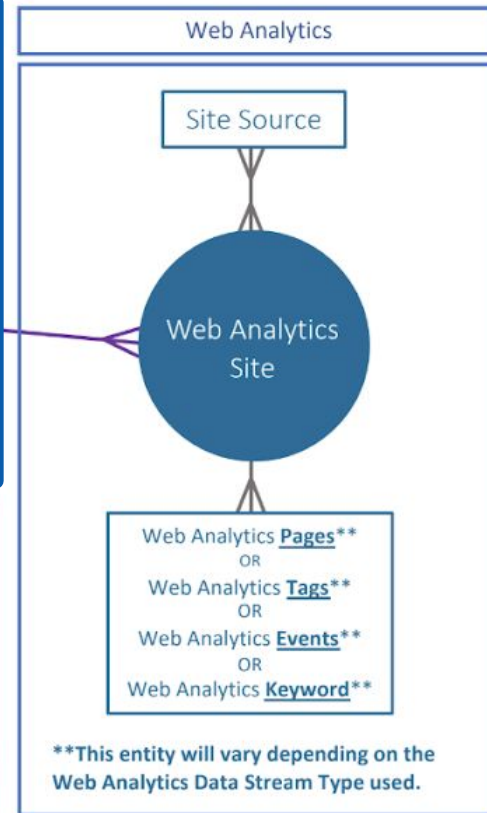 Web Analytics
Site Source
Web Analytics
Site
Web Analytics Pages**
OR
Web Analytics Tags**
OR
Web Analytics Events**
OR
Web Analytics Keyword**
**This entity will vary depending on the
Web Analytics Data Stream Type used.